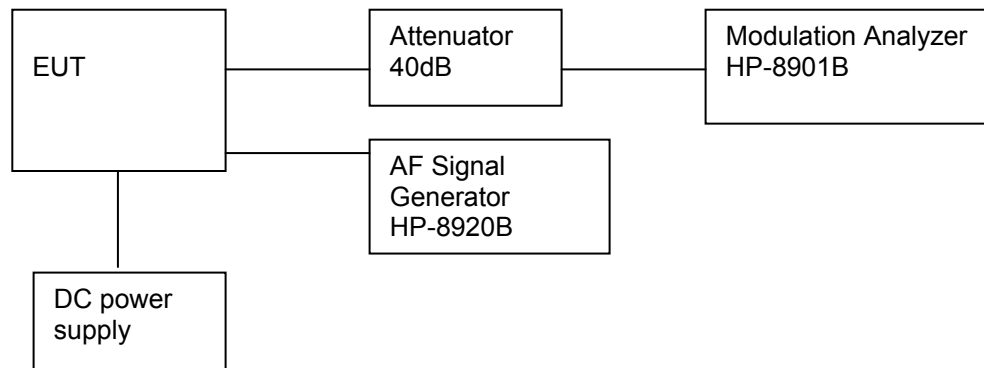 EUT
Attenuator
40dB
Modulation Analyzer
HP-8901B
AF Signal
Generator
HP-8920B
DC power
supply